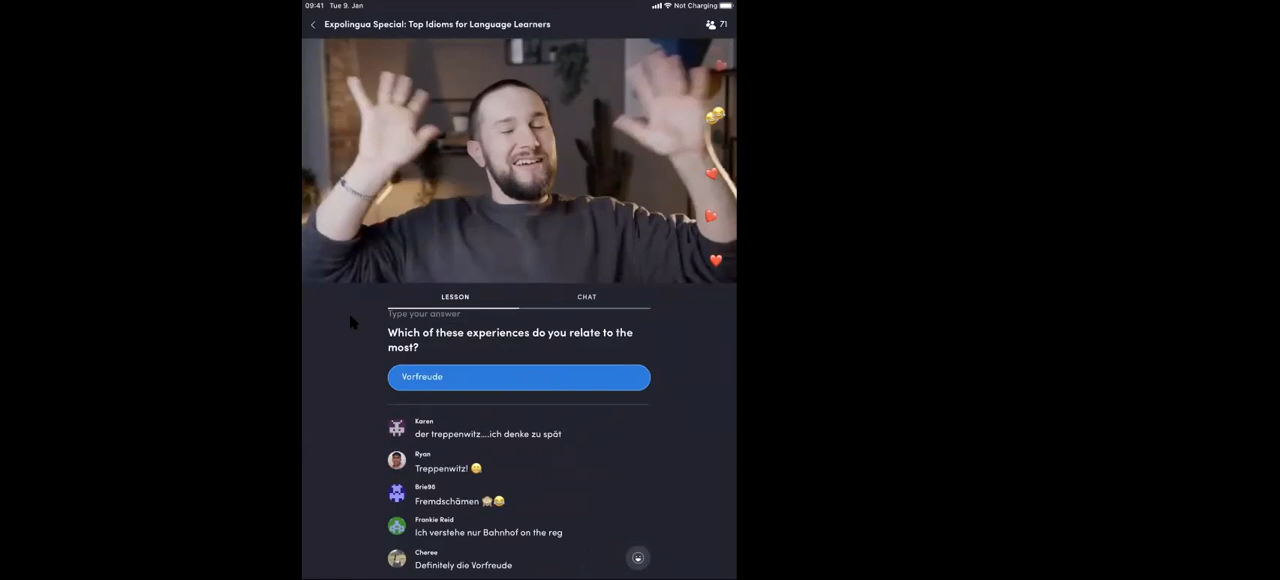 09:41 Tue 9. Jan
Not Charging
Expolingua Special: Top Idioms for Language Learners
71
LESSON
CHAT
Type your answer
Which of these experiences do you relate to the
most?
Vorfreude
Karen
der treppenwitz....ich denke zu spät
Ryan
Treppenwitz! 😋
Brie98
Fremdschämen 🙈😂
Frankie Reid
Ich verstehe nur Bahnhof on the reg
Cheree
Definitely die Vorfreude